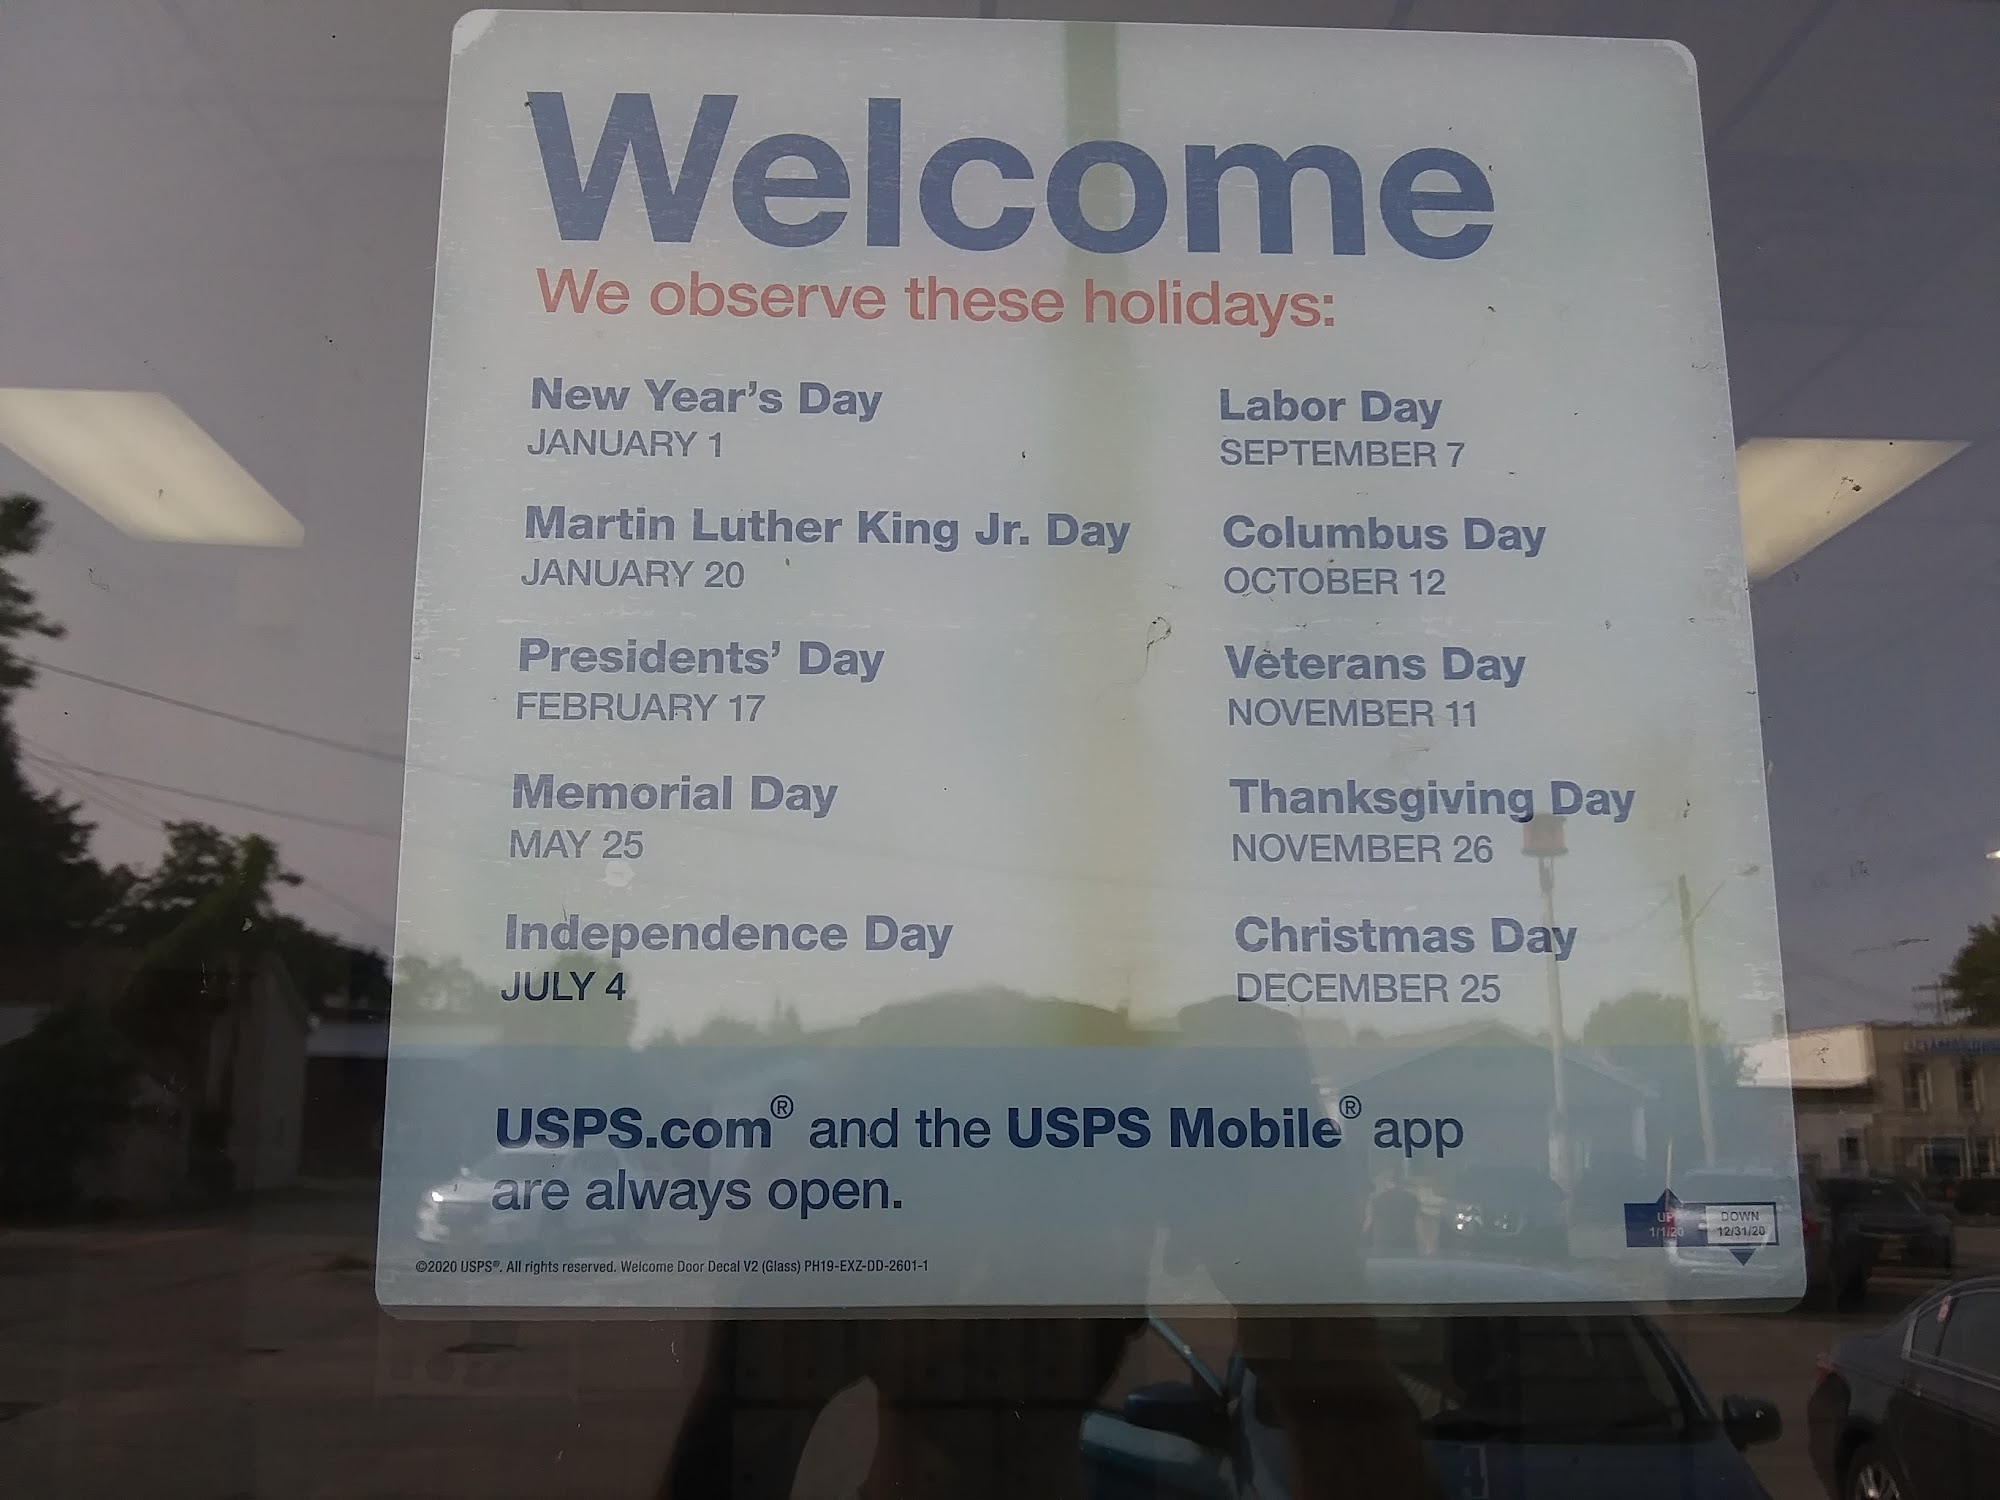 Welcome
We observe these holidays:
New Year's Day
JANUARY 1
Martin Luther King Jr. Day
JANUARY 20
Presidents' Day
FEBRUARY 17
Memorial Day
MAY 25
Independence Day
JULY 4
Labor Day
SEPTEMBER 7
Columbus Day
OCTOBER 12
Veterans Day
NOVEMBER 11
Thanksgiving Day
NOVEMBER 26
Christmas Day
DECEMBER 25
USPS.com® and the USPS Mobile® app
are always open.
UP
1/1/20
DOWN
12/31/20
©2020 USPS®. All rights reserved. Welcome Door Decal V2 (Glass) PH19-EXZ-DD-2601-1